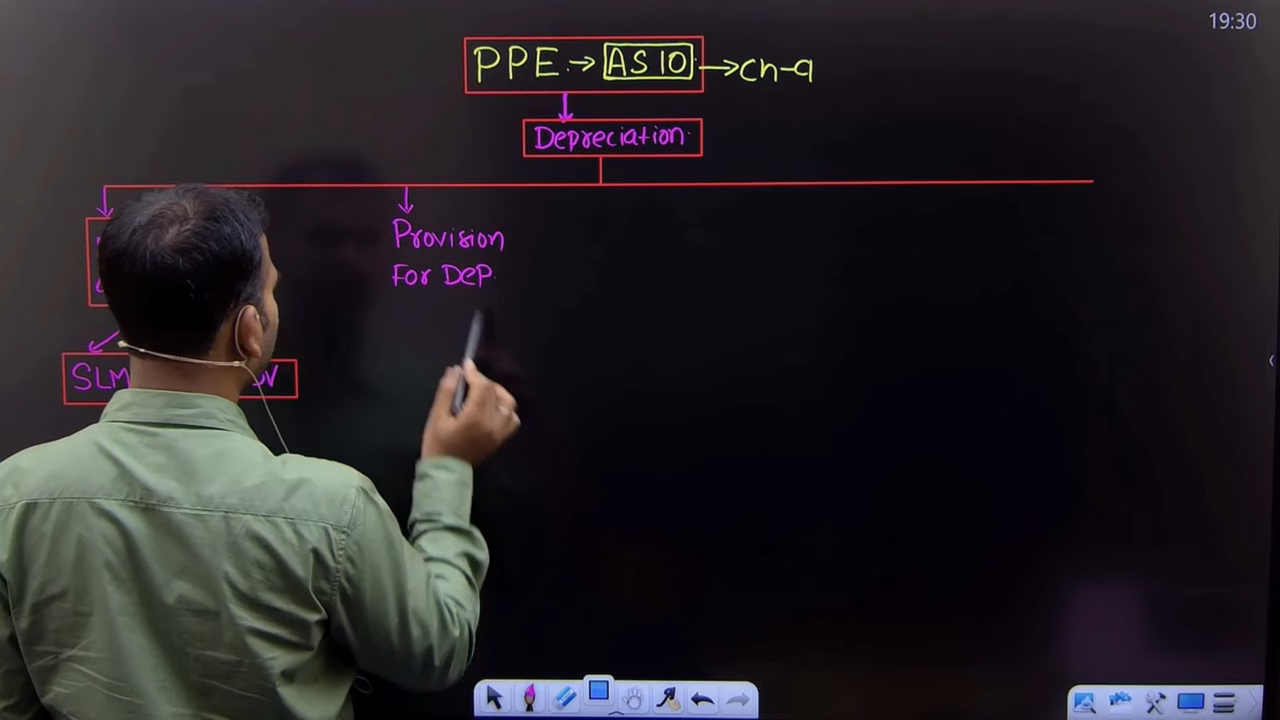 19:30
PPE → AS 10 → Ch-9
Depreciation
Provision
For Dep.
SLM